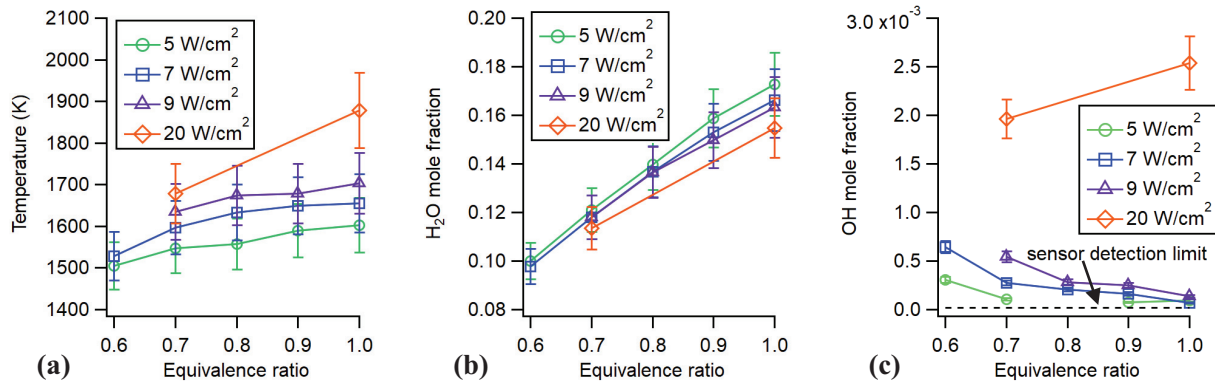 2100
2000
1900
1800
1700
1600
1500
1400
Temperature (K)
5 W/cm²
7 W/cm²
9 W/cm²
20 W/cm²
0.6 0.7 0.8 0.9 1.0
Equivalence ratio
(a)
0.20
0.18
0.16
0.14
0.12
0.10
0.08
H₂O mole fraction
5 W/cm²
7 W/cm²
9 W/cm²
20 W/cm²
0.6 0.7 0.8 0.9 1.0
Equivalence ratio
(b)
3.0 x10⁻³
2.5
2.0
1.5
1.0
0.5
0.0
OH mole fraction
5 W/cm²
7 W/cm²
9 W/cm²
20 W/cm²
sensor detection limit
0.6 0.7 0.8 0.9 1.0
Equivalence ratio
(c)